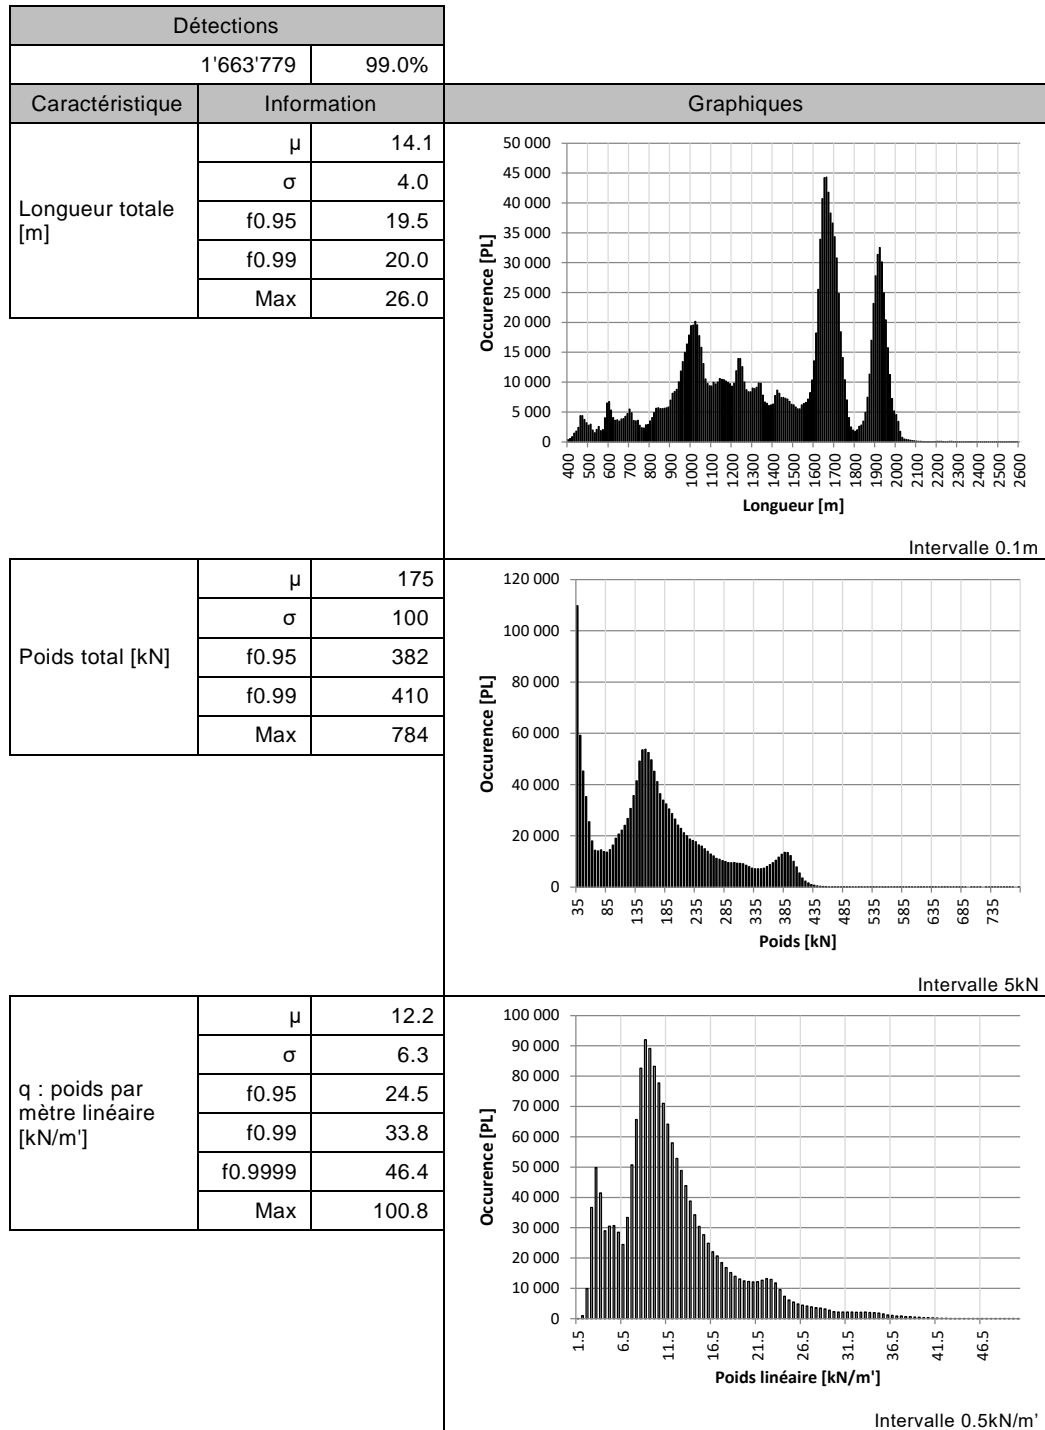 Détections
1'663'779 99.0%
Caractéristique Information Graphiques
Longueur totale
[m]
µ 14.1
σ 4.0
f0.95 19.5
f0.99 20.0
Max 26.0
Occurence [PL]
50 000
45 000
40 000
35 000
30 000
25 000
20 000
15 000
10 000
5 000
0
400 500 600 700 800 900 1000 1100 1200 1300 1400 1500 1600 1700 1800 1900 2000 2100 2200 2300 2400 2500 2600
Longueur [m]
Intervalle 0.1m
Poids total [kN]
µ 175
σ 100
f0.95 382
f0.99 410
Max 784
Occurence [PL]
120 000
100 000
80 000
60 000
40 000
20 000
0
35 85 135 185 235 285 335 385 435 485 535 585 635 685 735
Poids [kN]
Intervalle 5kN
q : poids par
mètre linéaire
[kN/m']
µ 12.2
σ 6.3
f0.95 24.5
f0.99 33.8
f0.9999 46.4
Max 100.8
Occurence [PL]
100 000
90 000
80 000
70 000
60 000
50 000
40 000
30 000
20 000
10 000
0
1.5 6.5 11.5 16.5 21.5 26.5 31.5 36.5 41.5 46.5
Poids linéaire [kN/m']
Intervalle 0.5kN/m’